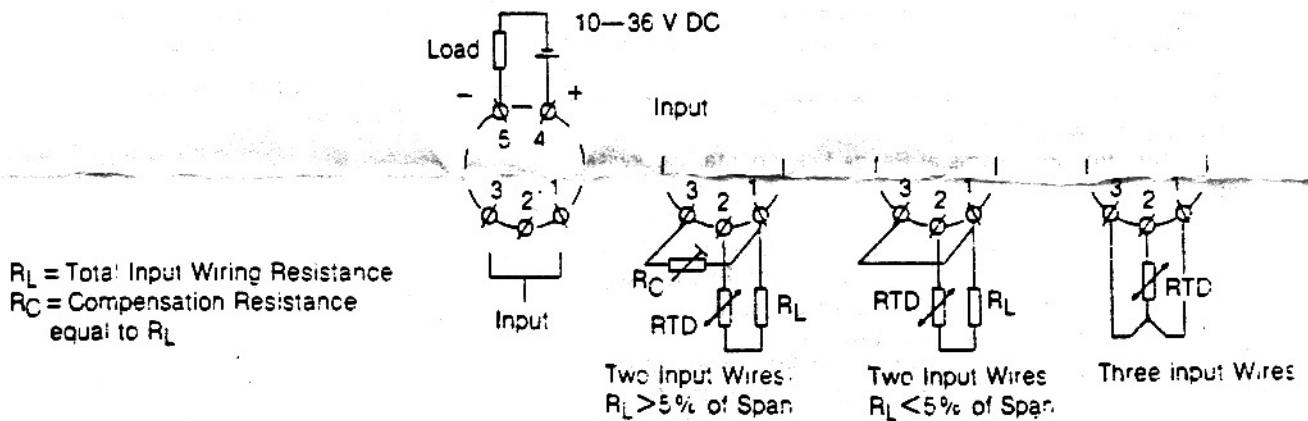 10—36 V DC
Load
- +
5 4
Input
3 2 1
Input
3 2 1
RC
RTD
RL
Two Input Wires
RL>5% of Span
3 2 1
RTD
RL
Two Input Wires
RL<5% of Span
3 2 1
RTD
Three input Wires
RL = Total Input Wiring Resistance
RC = Compensation Resistance
equal to RL